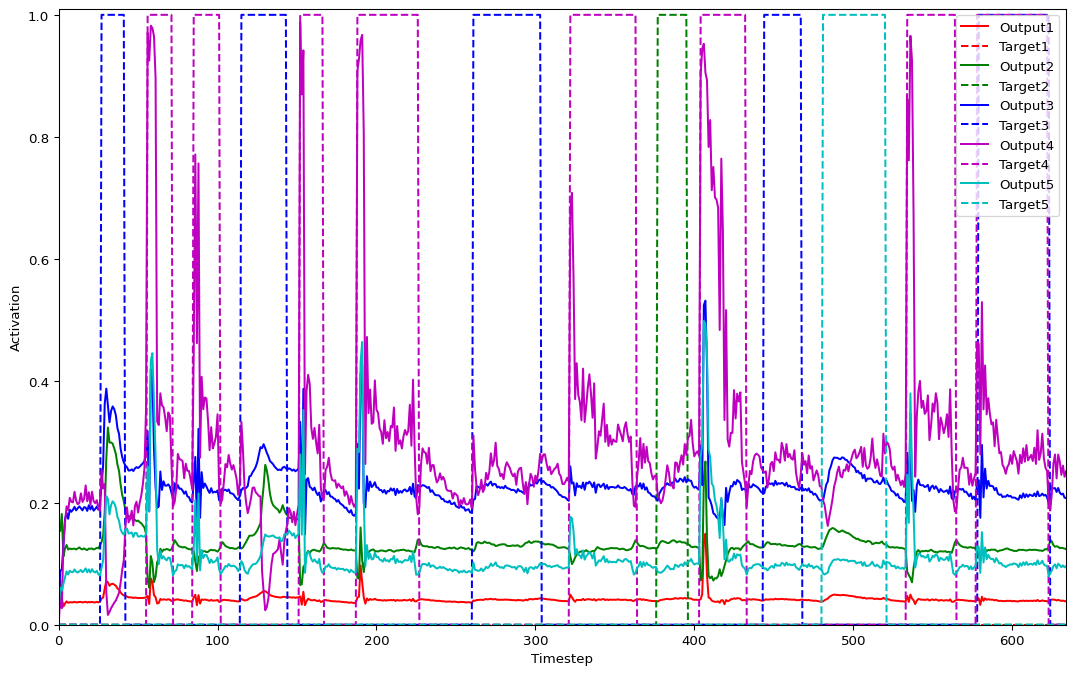 1.0
0.8
0.6
0.4
0.2
0.0
Activation
0
100
200
300
400
500
600
Timestep
Output1
Target1
Output2
Target2
Output3
Target3
Output4
Target4
Output5
Target5